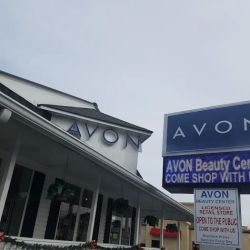 AVON
AVON
AVON Beauty Cen
COME SHOP WITH
AVON
BEAUTY CENTER
LICENSED
RETAIL STORE
OPEN TO THE PUBLIC
COME SHOP WITH US